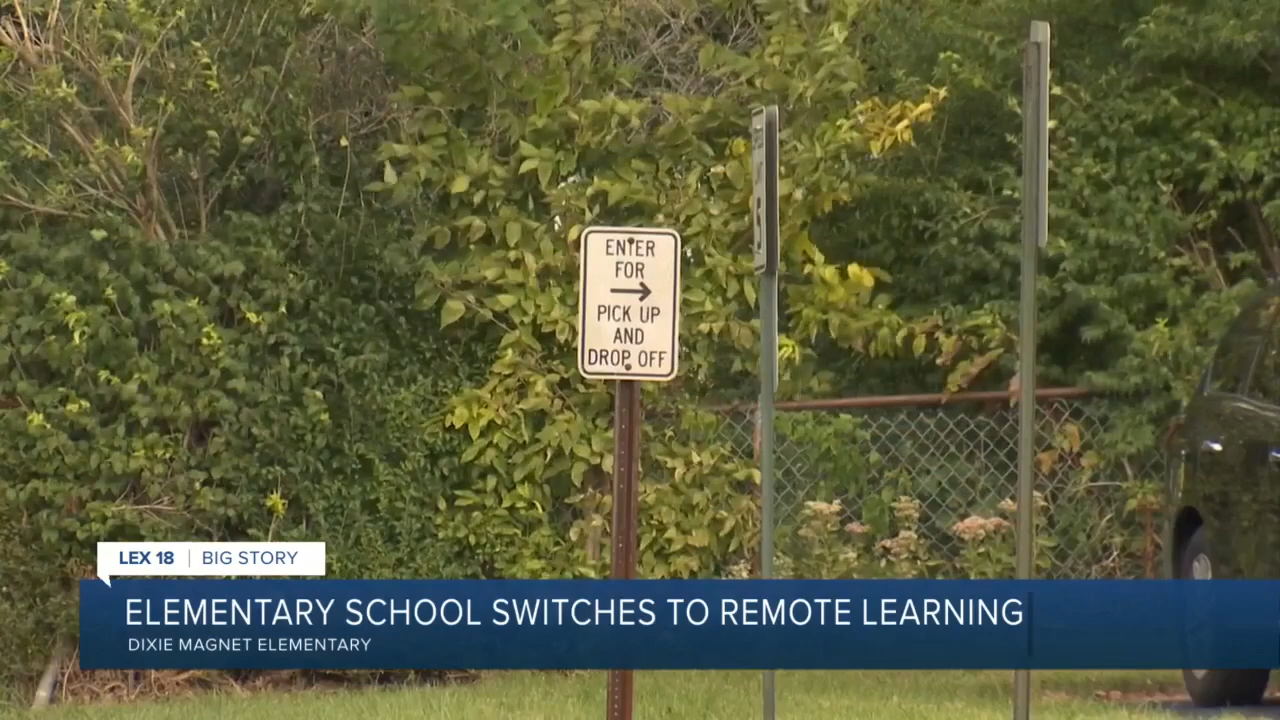 ENTER
FOR
→
PICK UP
AND
DROP OFF
5
LEX 18 | BIG STORY
ELEMENTARY SCHOOL SWITCHES TO REMOTE LEARNING
DIXIE MAGNET ELEMENTARY